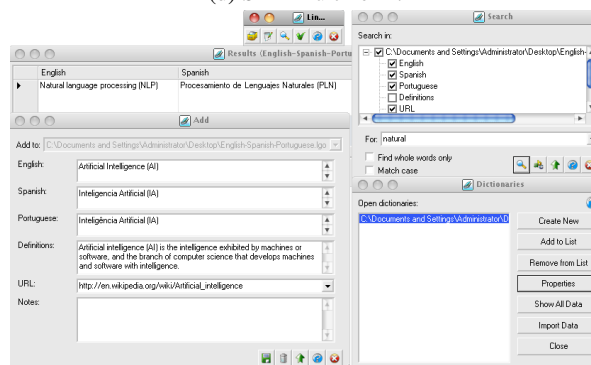 Lin...
Search
Search in:
C:\Documents and Settings\Administrator\Desktop\English-
English
Spanish
Portuguese
Definitions
URL
For: natural
Find whole words only
Match case
Results (English-Spanish-Portu
English Spanish
Natural language processing (NLP) Procesamiento de Lenguajes Naturales (PLN)
Add
Add to: C:\Documents and Settings\Administrator\Desktop\English-Spanish-Portuguese.lgo
English: Artificial Intelligence (AI)
Spanish: Inteligencia Artificial (IA)
Portuguese: Inteligência Artificial (IA)
Definitions: Artificial intelligence (AI) is the intelligence exhibited by machines or
software, and the branch of computer science that develops machines
and software with intelligence.
URL: http://en.wikipedia.org/wiki/Artificial_intelligence
Notes:
Dictionaries
Open dictionaries:
C:\Documents and Settings\Administrator\D
Create New
Add to List
Remove from List
Properties
Show All Data
Import Data
Close